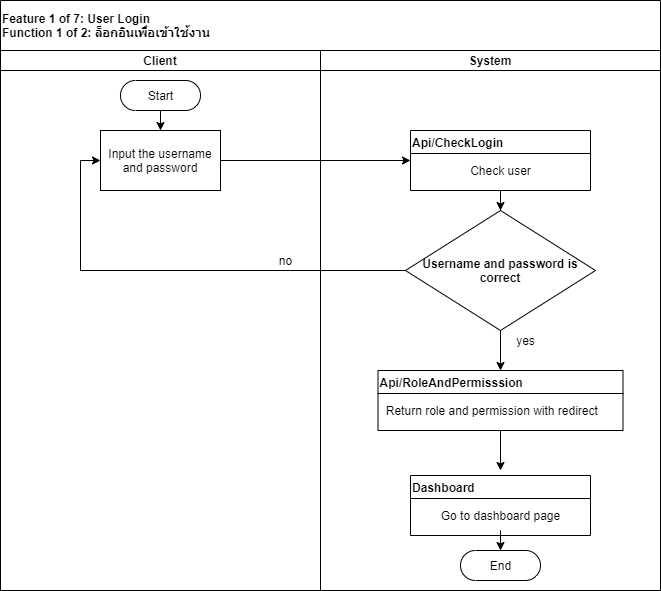 Feature 1 of 7: User Login
Function 1 of 2: ล็อกอินเพื่อเข้าใช้งาน
Client
System
Start
Input the username
and password
Api/CheckLogin
Check user
Username and password is
correct
no
yes
Api/RoleAndPermisssion
Return role and permission with redirect
Dashboard
Go to dashboard page
End